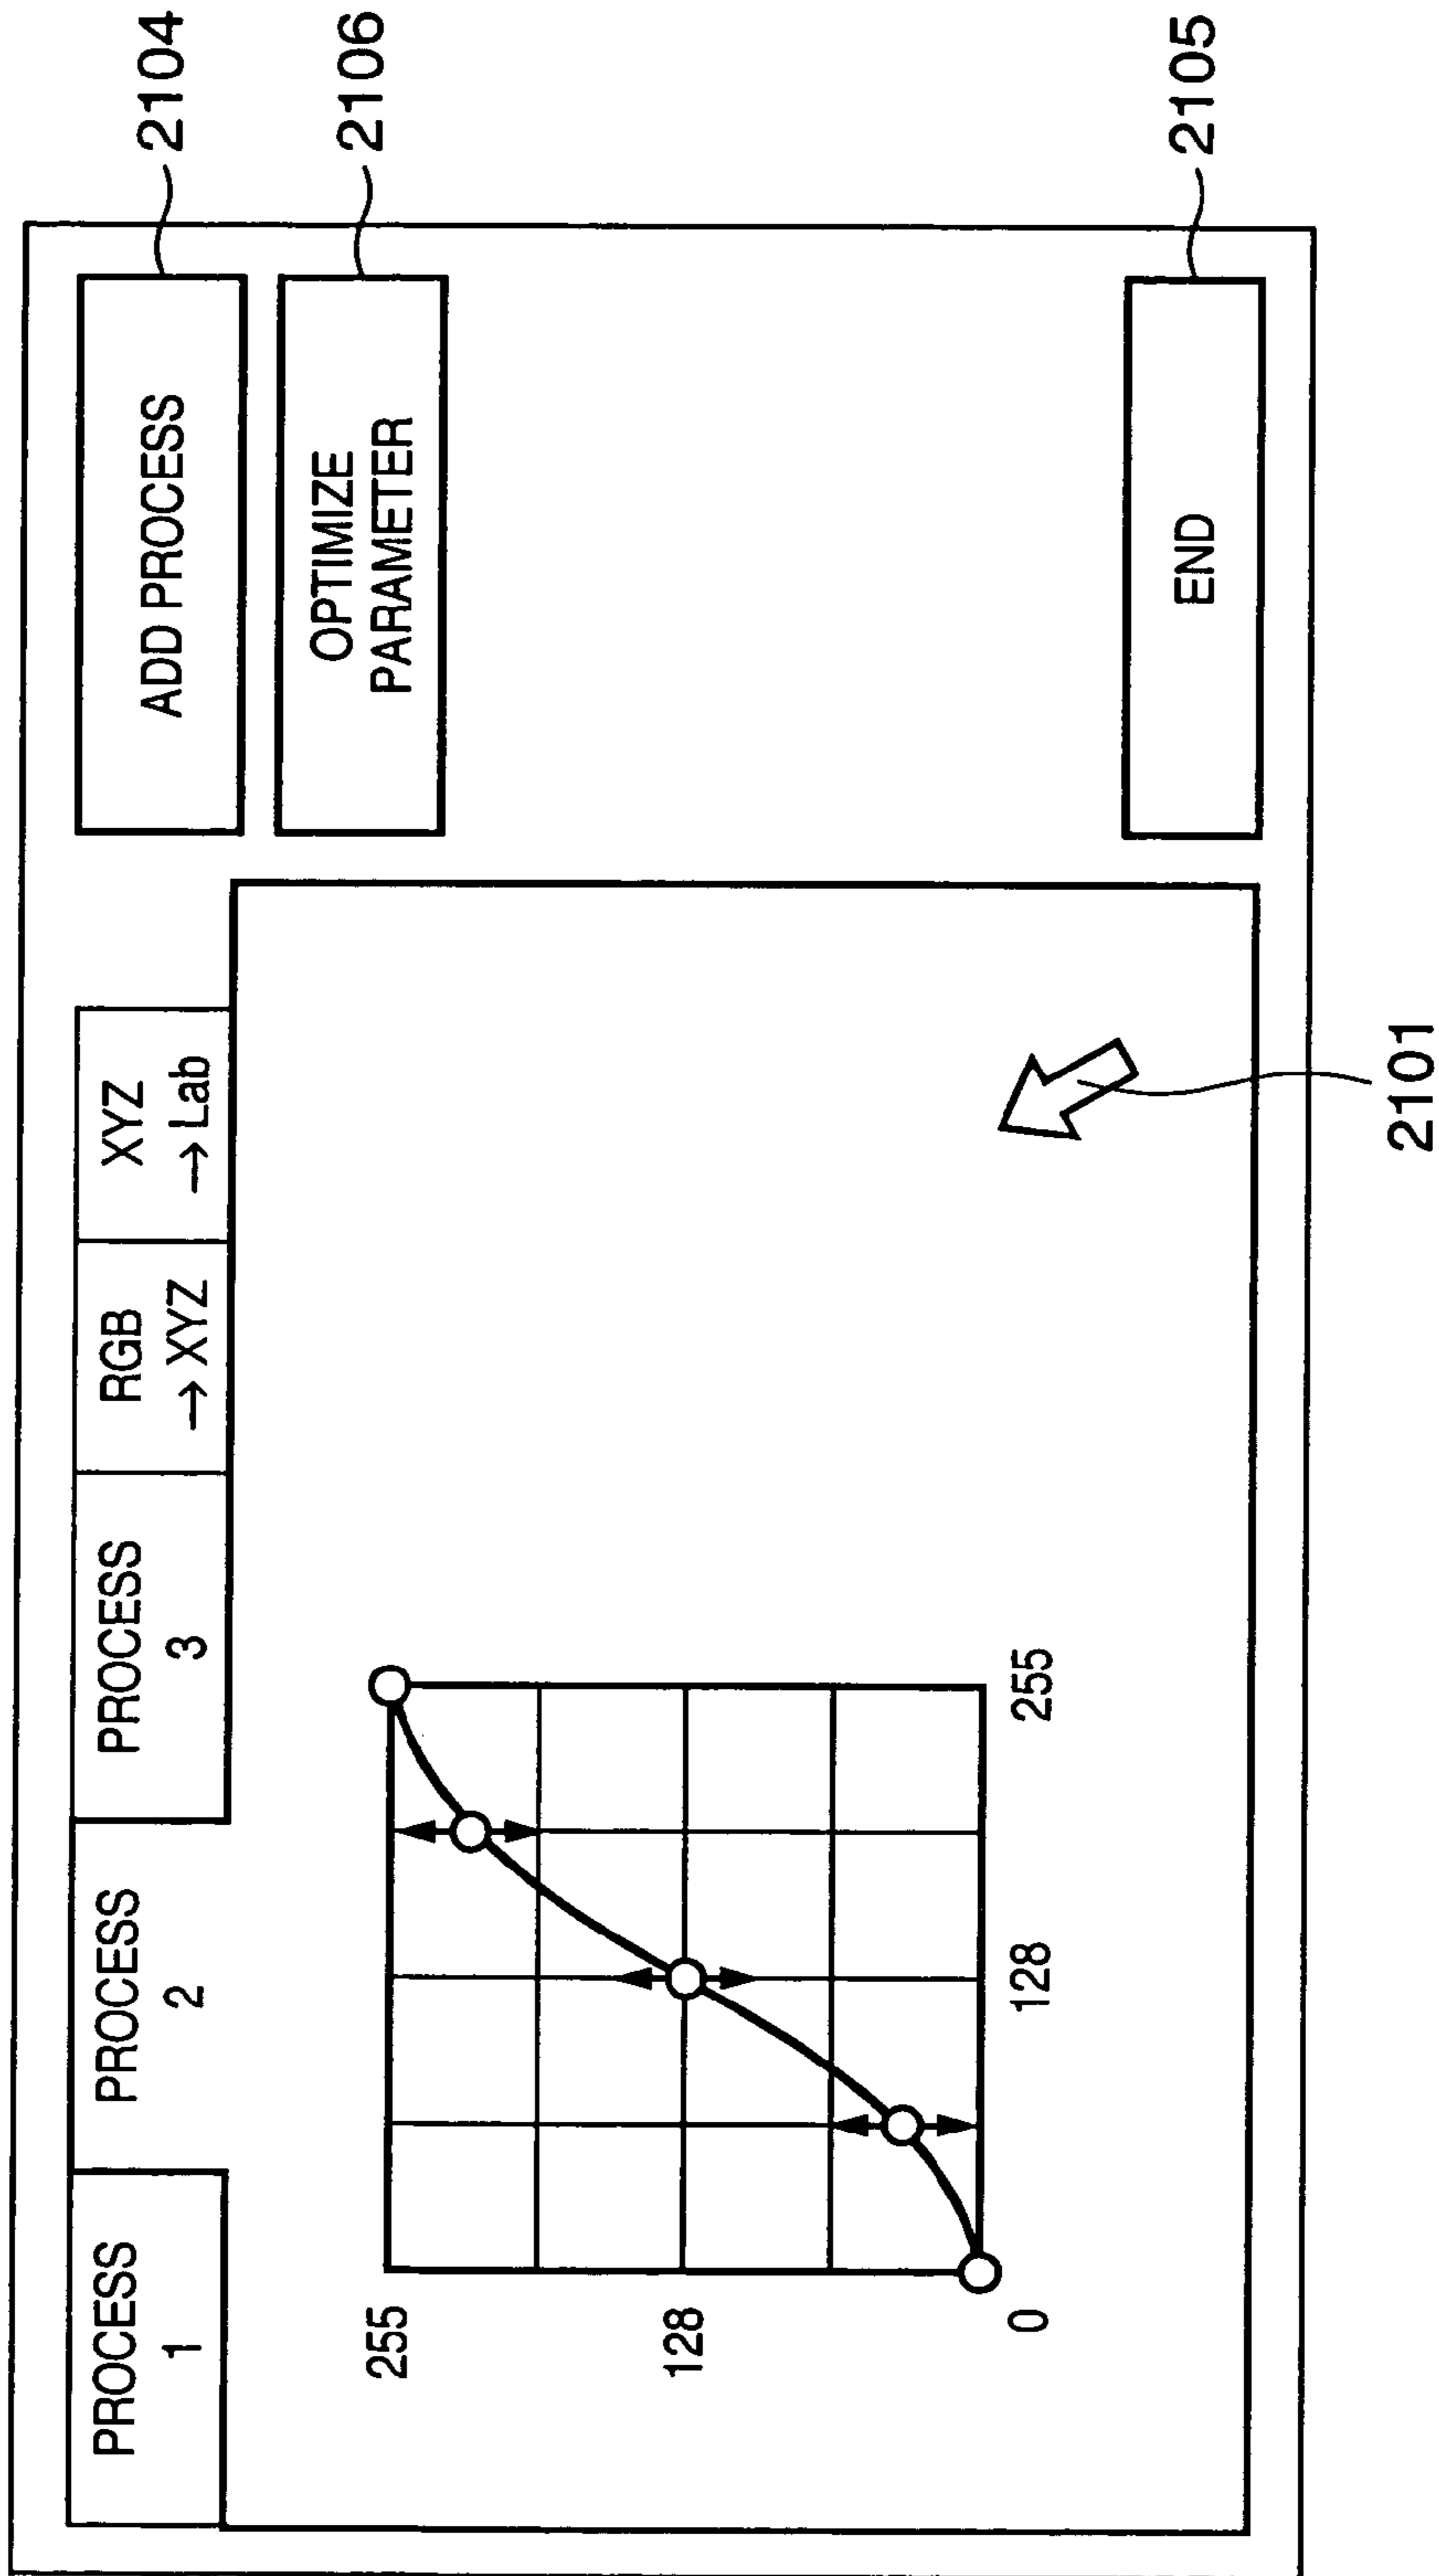 PROCESS
1
PROCESS
2
PROCESS
3
RGB
→XYZ
XYZ
→Lab
ADD PROCESS
2104
OPTIMIZE
PARAMETER
2106
255
128
0
128
255
END
2105
2101